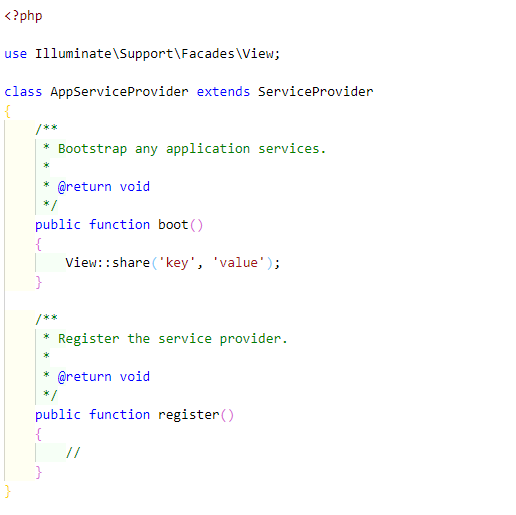 <?php
use Illuminate\Support\Facades\View;
class AppServiceProvider extends ServiceProvider
{
    /**
     * Bootstrap any application services.
     *
     * @return void
     */
    public function boot()
    {
        View::share('key', 'value');
    }
    /**
     * Register the service provider.
     *
     * @return void
     */
    public function register()
    {
        //
    }
}